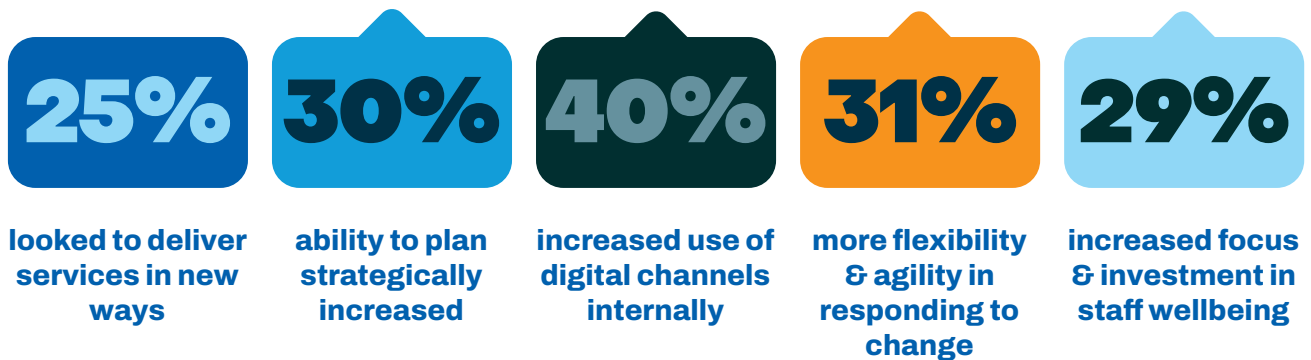 25%
looked to deliver
services in new
ways
30%
ability to plan
strategically
increased
40%
increased use of
digital channels
internally
31%
more flexibility
& agility in
responding to
change
29%
increased focus
& investment in
staff wellbeing